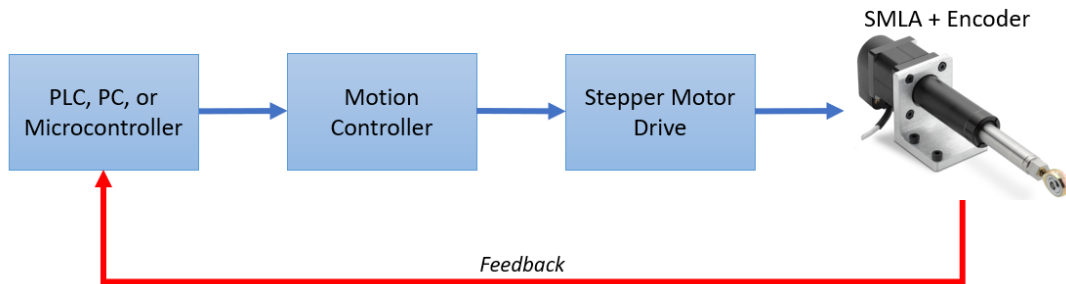 SMLA + Encoder
PLC, PC, or
Microcontroller
Motion
Controller
Stepper Motor
Drive
Feedback